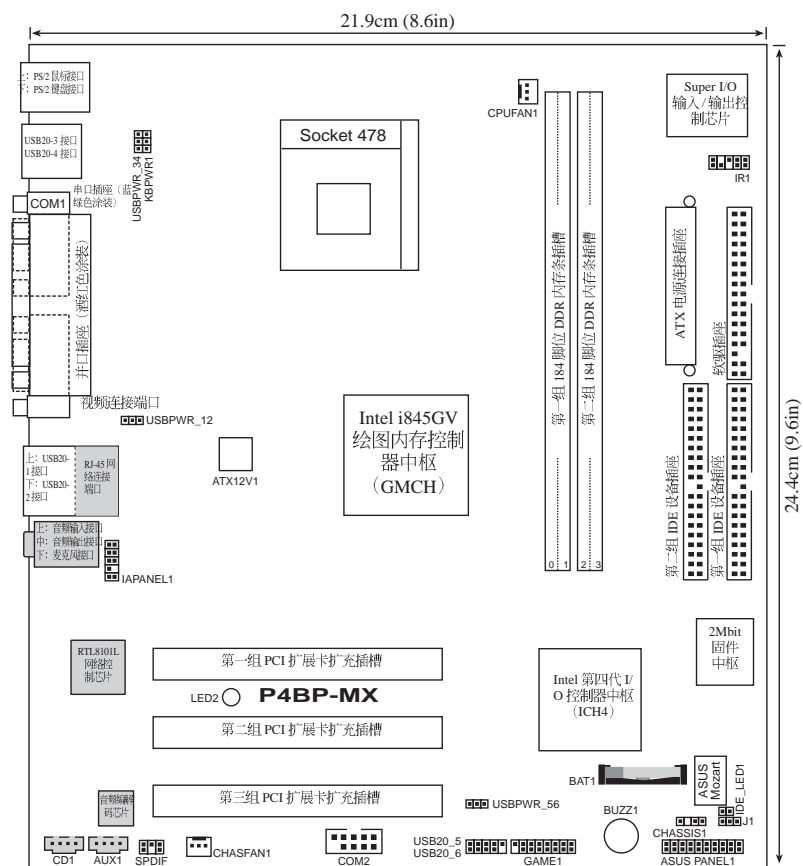 21.9cm (8.6in)
24.4cm (9.6in)
上: PS/2 鼠标接口
下: PS/2 键盘接口
USB20-3 接口
USB20-4 接口
USBPWR_34
KBPWR1
COM1
串口插座（蓝
绿色涂装）
并口插座（酒红色涂装）
视频连接端口
USBPWR_12
上: USB20-
1接口
下: USB20-
2接口
RJ-45 网
络连接
端口
上: 音频输入接口
中: 音频输出接口
下: 麦克风接口
IAPANEL1
Socket 478
CPUFAN1
Super I/O
输入/输出控
制芯片
IR1
第一组 184 脚位 DDR 内存条插槽
第二组 184 脚位 DDR 内存条插槽
0 1
2 3
ATX 电源连接插座
软驱插座
第二组 IDE 设备插座
第一组 IDE 设备插座
ATX12V1
Intel i845GV
绘图内存控制
器中枢
（GMCH）
RTL8101L
网络控
制芯片
第一组 PCI 扩展卡扩充插槽
LED2
P4BP-MX
第二组 PCI 扩展卡扩充插槽
第三组 PCI 扩展卡扩充插槽
Intel 第四代 I/
O 控制器中枢
(ICH4)
2Mbit
固件
中枢
BAT1
ASUS
Mozart
IDE_LED1
J1
CHASSIS1
BUZZ1
USBPWR_56
码芯片
CD1
AUX1
SPDIF
CHASFAN1
COM2
USB20_5
USB20_6
GAME1
ASUS PANEL1